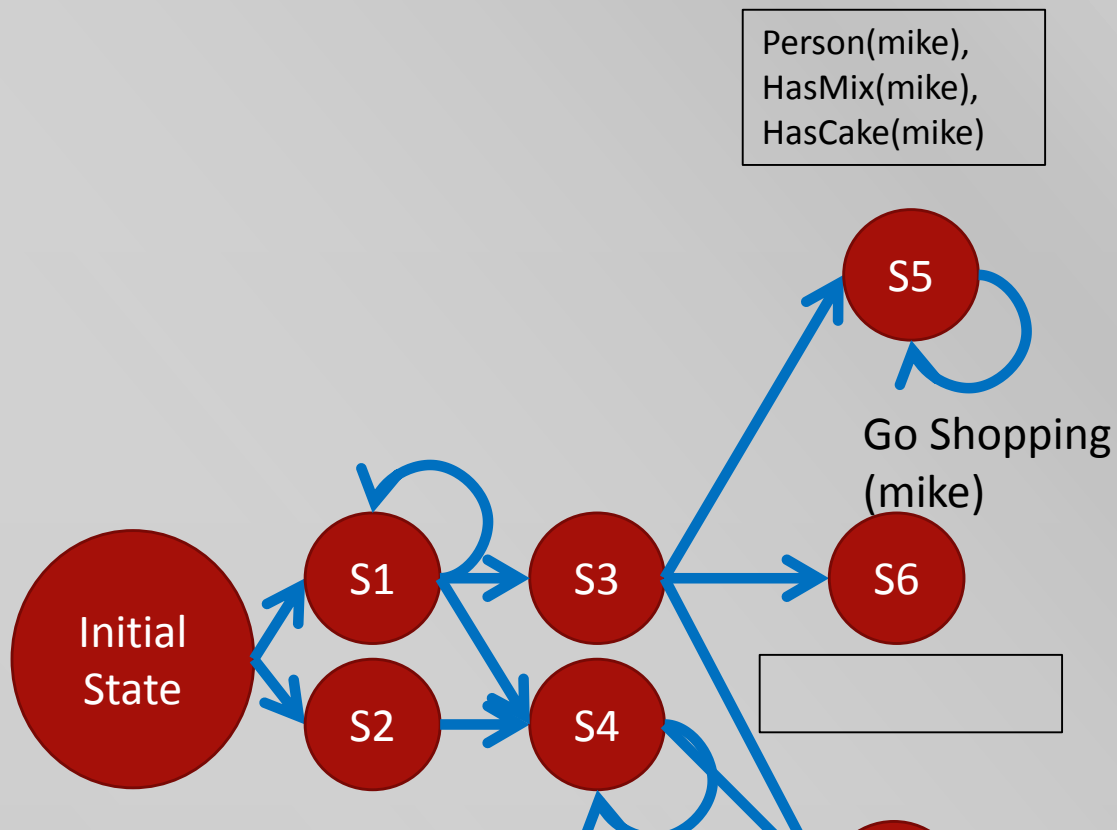 Person(mike),
HasMix(mike),
HasCake(mike)
S5
Go Shopping
(mike)
S1
S3
S6
Initial
State
S2
S4